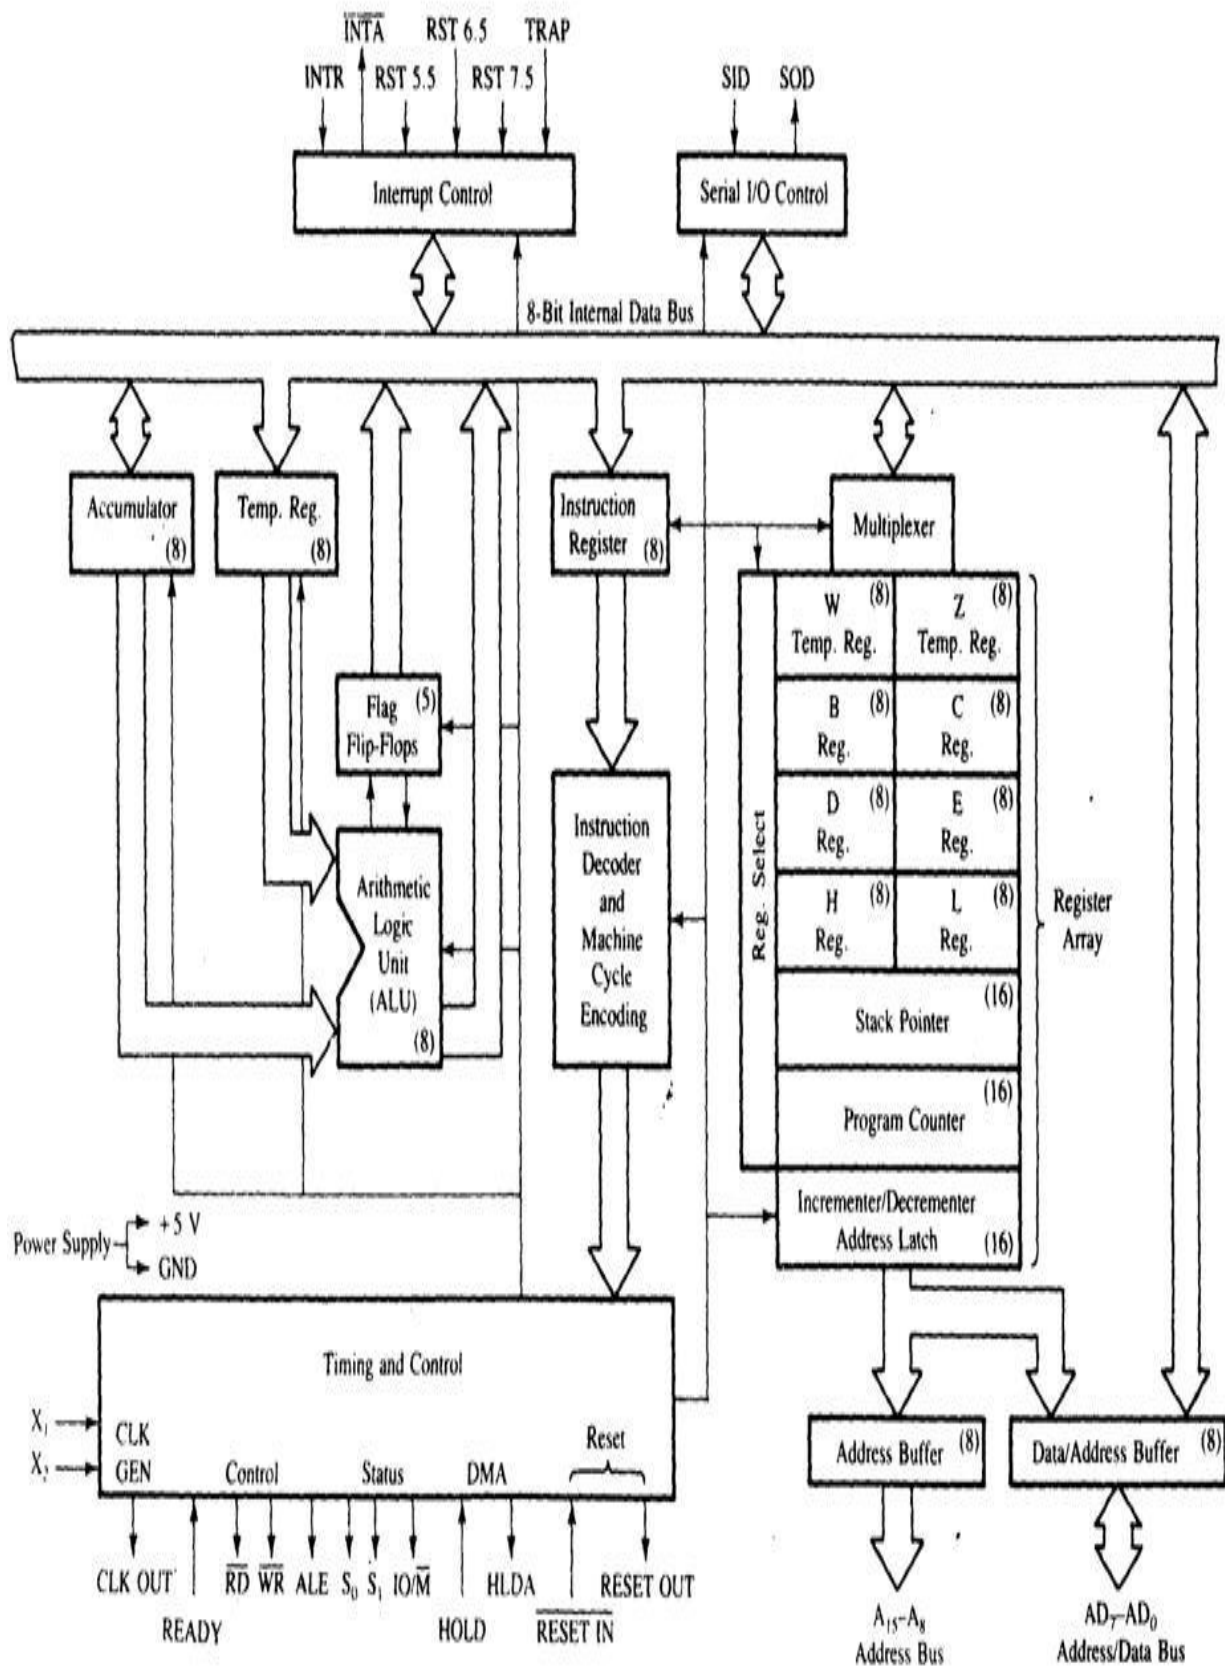 INTA RST 6.5 TRAP
INTR RST 5.5 RST 7.5 SID SOD
Interrupt Control Serial I/O Control
8-Bit Internal Data Bus
Accumulator
(8)
Temp. Reg.
(8)
Instruction
Register
(8)
Multiplexer
W (8)
Temp. Reg.
Z (8)
Temp. Reg.
Flag (5)
Flip-Flops
B (8)
Reg.
C (8)
Reg.
D (8)
Reg.
E (8)
Reg.
H (8)
Reg.
L (8)
Reg.
Reg. Select
Register
Array
Arithmetic
Logic
Unit
(ALU)
(8)
Instruction
Decoder
and
Machine
Cycle
Encoding
(16)
Stack Pointer
(16)
Program Counter
Incrementer/Decrementer
Address Latch (16)
Power Supply
+5 V
GND
Timing and Control
X₁
X₂
CLK
GEN
Control Status DMA Reset
Address Buffer (8)
Data/Address Buffer (8)
CLK OUT RD WR ALE S₀ S₁ IO/M HLDA RESET OUT
READY HOLD RESET IN
A₁₅–A₈
Address Bus
AD₇–AD₀
Address/Data Bus